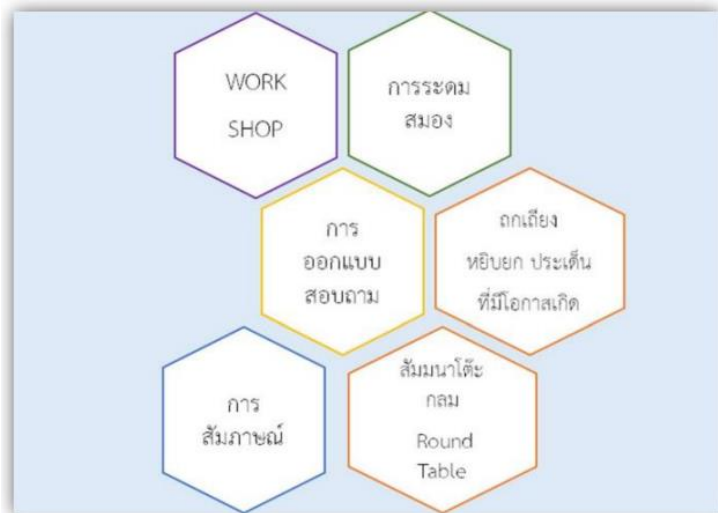 WORK
SHOP
การระดม
สมอง
การ
ออกแบบ
สอบถาม
ถกเถียง
หยิบยก ประเด็น
ที่มีโอกาสเกิด
การ
สัมภาษณ์
สัมมนาโต๊ะ
กลม
Round
Table